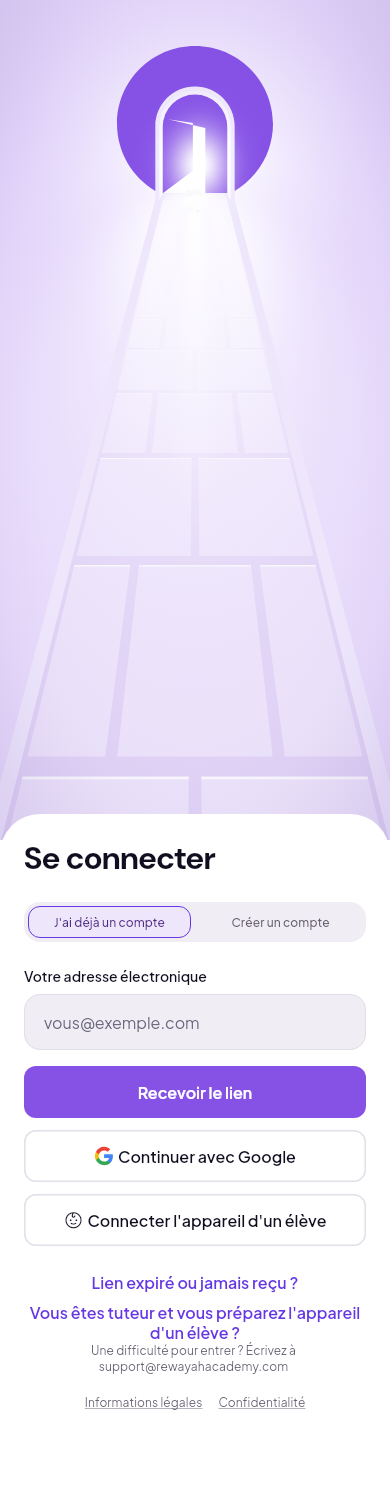 Se connecter
J'ai déjà un compte
Créer un compte
Votre adresse électronique
vous@exemple.com
Recevoir le lien
Continuer avec Google
Connecter l'appareil d'un élève
Lien expiré ou jamais reçu ?
Vous êtes tuteur et vous préparez l'appareil
d'un élève ?
Une difficulté pour entrer ? Écrivez à
support@rewayahacademy.com
Informations légales
Confidentialité